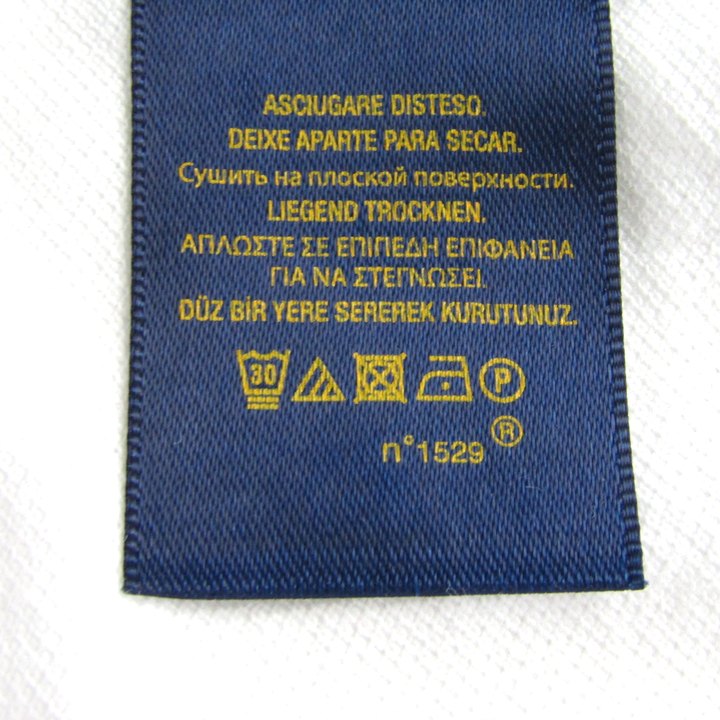 ASCIUGARE DISTESO.
DEIXE APARTE PARA SECAR.
Сушить на плоской поверхности.
LIEGEND TROCKNEN.
ΑΠΛΩΣΤΕ ΣΕ ΕΠΙΠΕΔΗ ΕΠΙΦΑΝΕΙΑ
ΓΙΑ ΝΑ ΣΤΕΓΝΩΣΕΙ.
DÜZ BİR YERE SEREREK KURUTUNUZ.
30 P
n°1529 ®